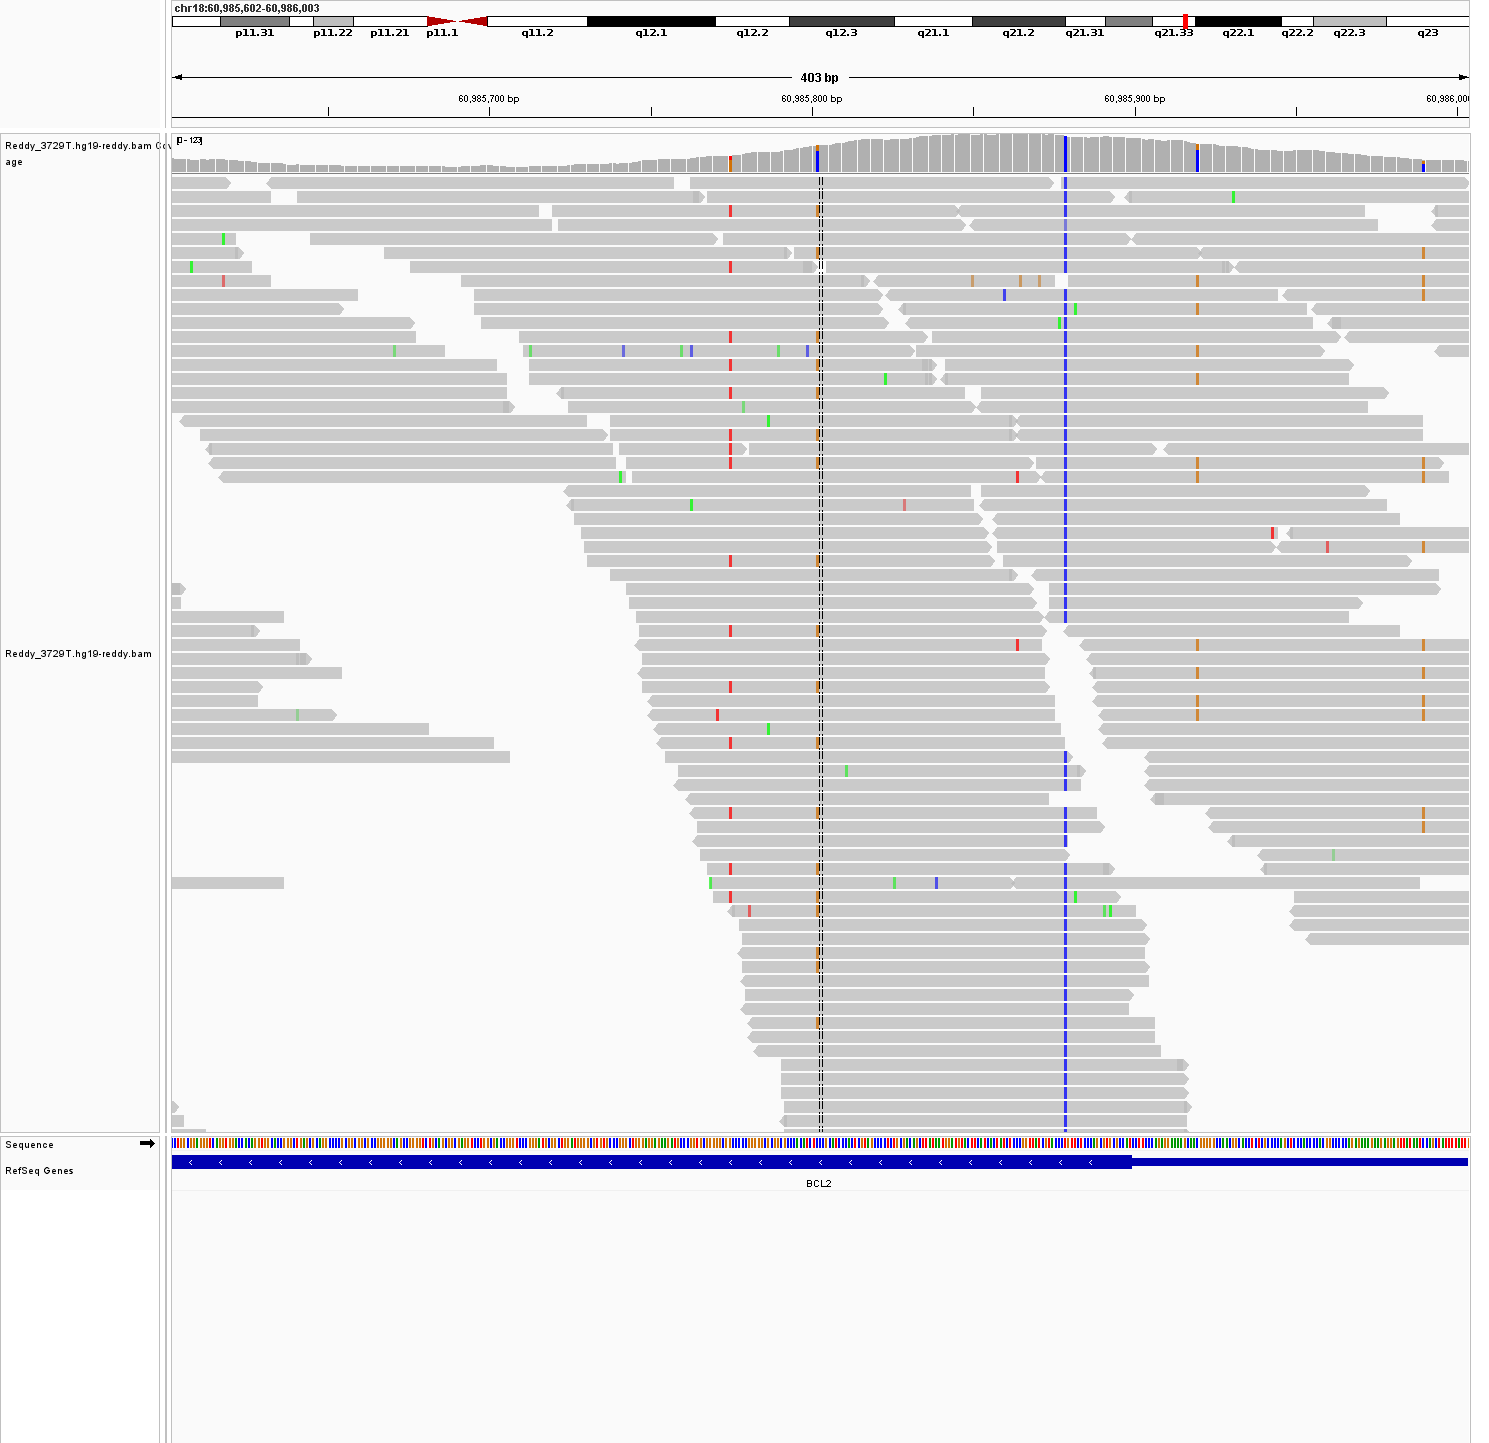 chr18:60,985,602-60,986,003
p11.31 p11.22 p11.21 p11.1 q11.2 q12.1 q12.2 q12.3 q21.1 q21.2 q21.31 q21.33 q22.1 q22.2 q22.3 q23
403 bp
60,985,700 bp 60,985,800 bp 60,985,900 bp 60,986,000
[0 - 123]
Reddy_3729T.hg19-reddy.bam Cov
age
Reddy_3729T.hg19-reddy.bam
Sequence
RefSeq Genes
BCL2